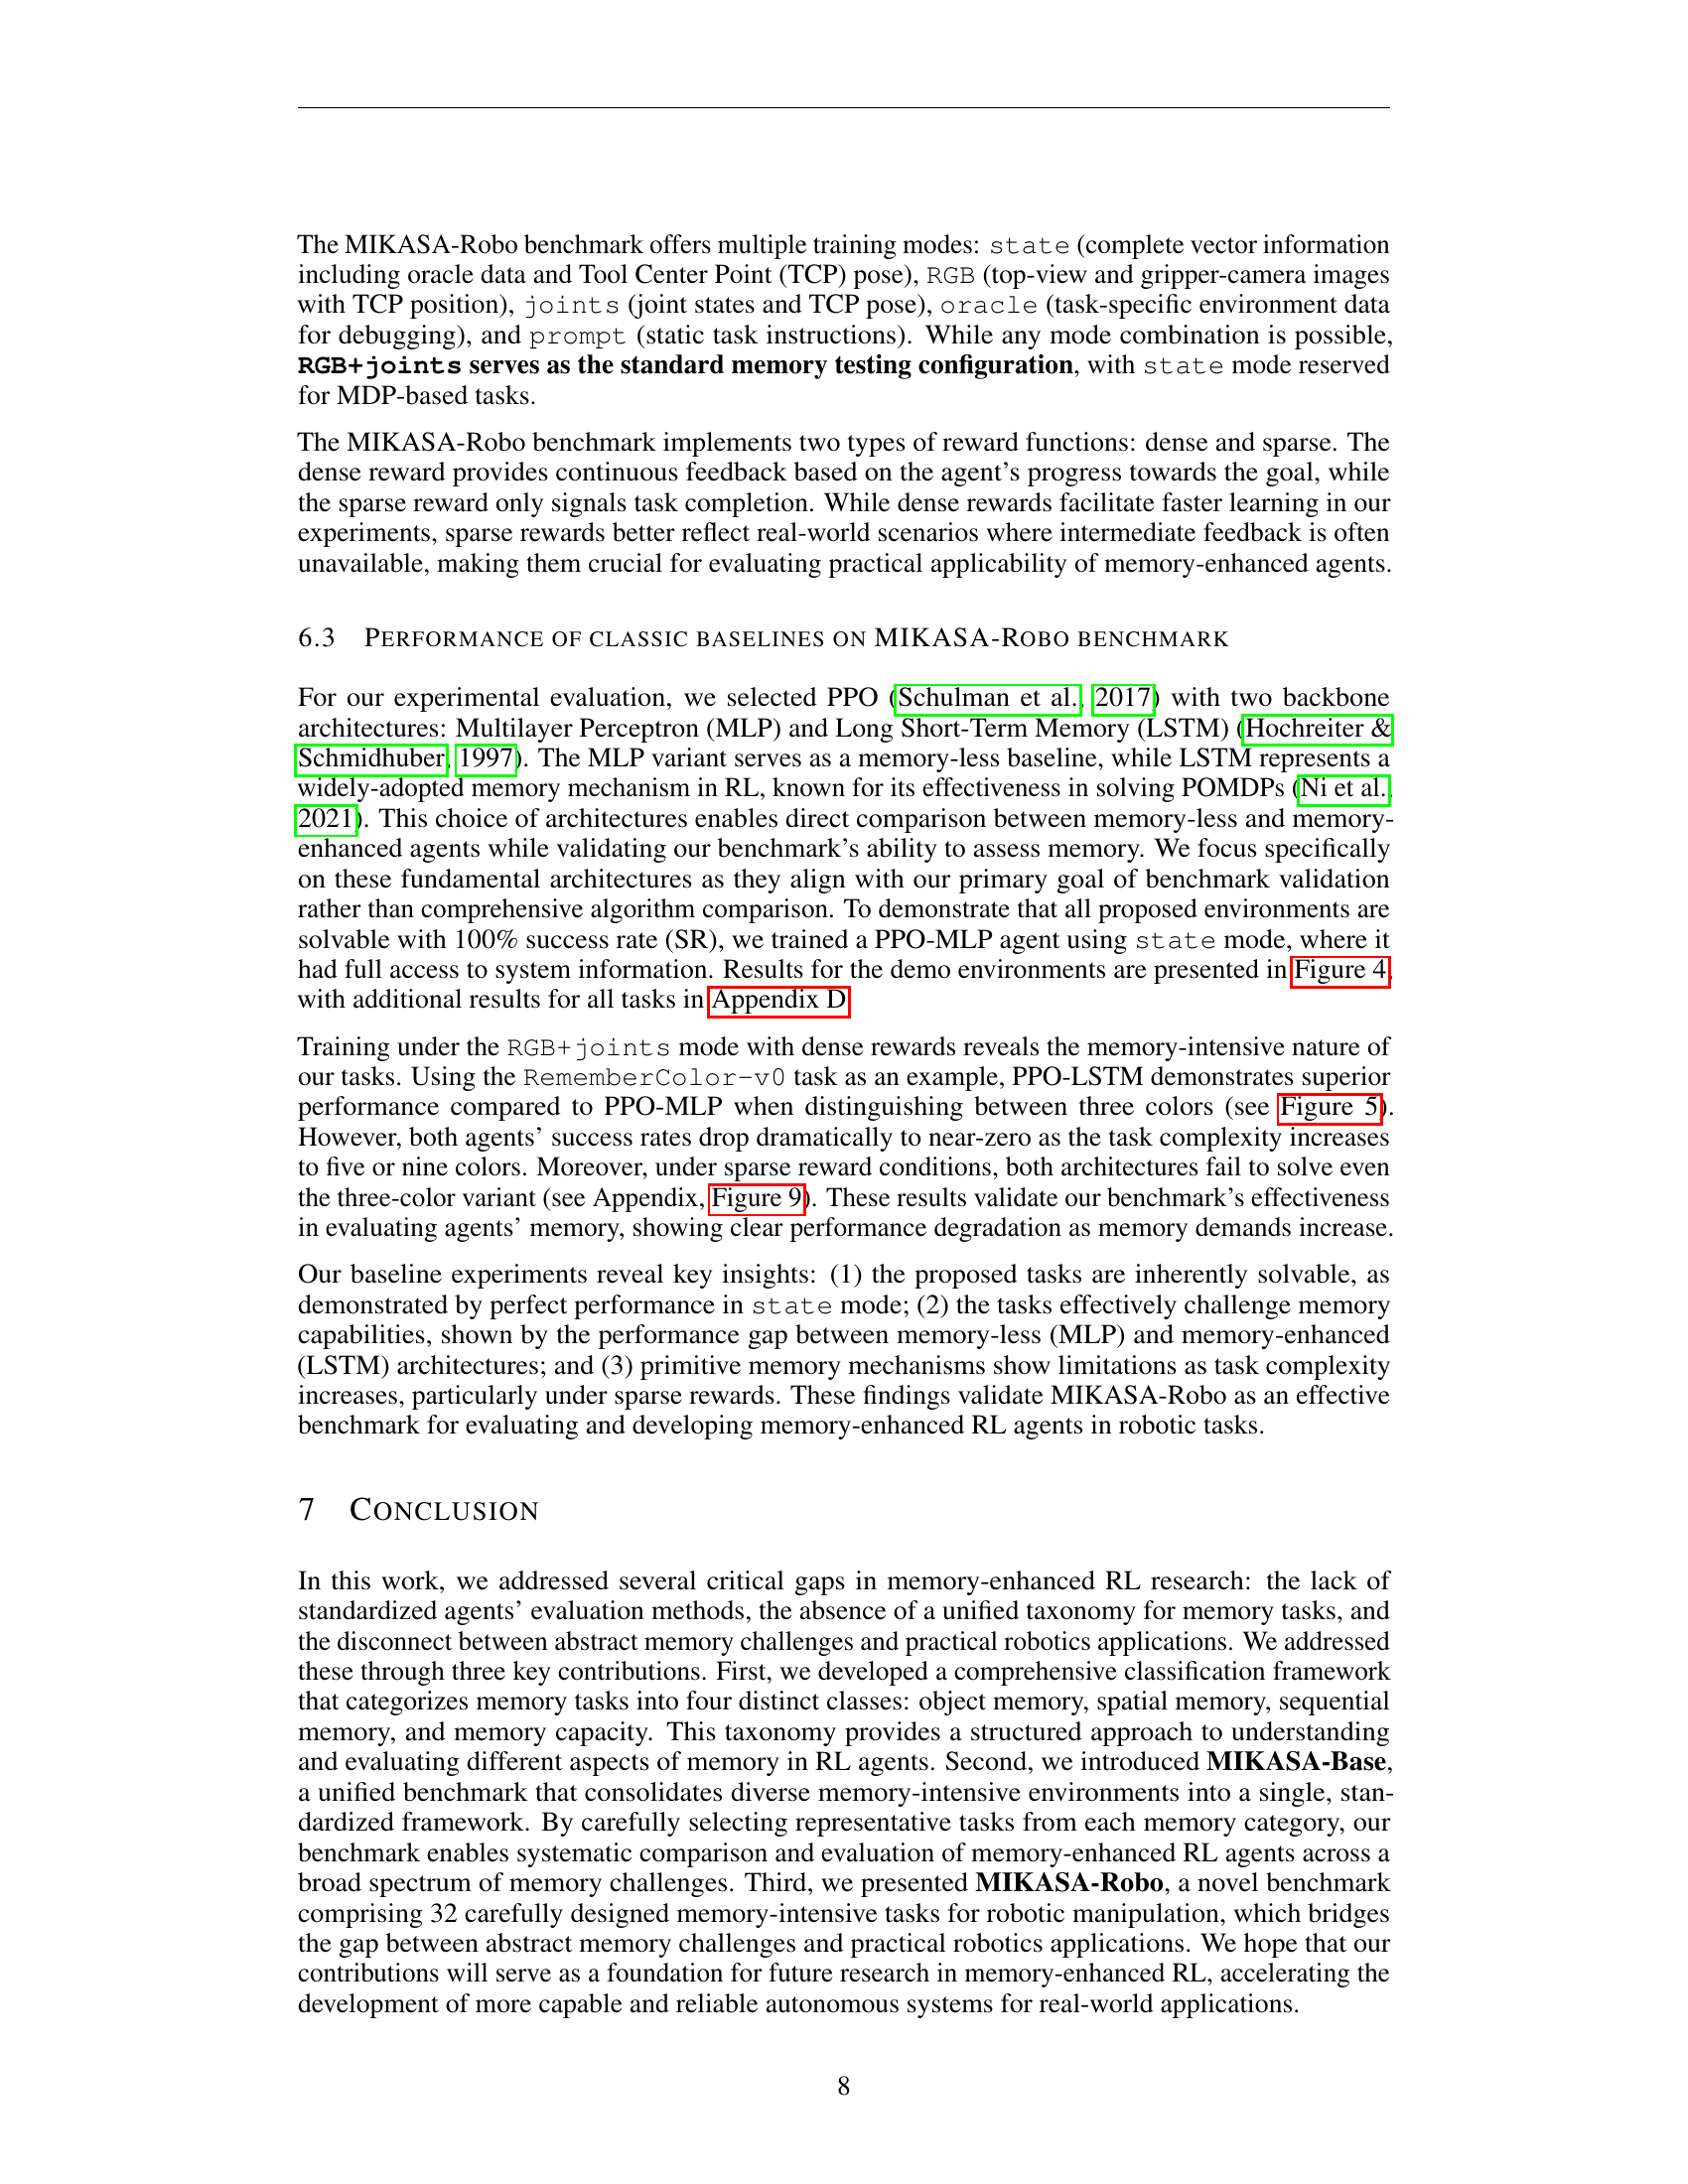 The MIKASA-Robo benchmark offers multiple training modes: state (complete vector information
including oracle data and Tool Center Point (TCP) pose), RGB (top-view and gripper-camera images
with TCP position), joints (joint states and TCP pose), oracle (task-specific environment data
for debugging), and prompt (static task instructions). While any mode combination is possible,
RGB+joints serves as the standard memory testing configuration, with state mode reserved
for MDP-based tasks.
The MIKASA-Robo benchmark implements two types of reward functions: dense and sparse. The
dense reward provides continuous feedback based on the agent's progress towards the goal, while
the sparse reward only signals task completion. While dense rewards facilitate faster learning in our
experiments, sparse rewards better reflect real-world scenarios where intermediate feedback is often
unavailable, making them crucial for evaluating practical applicability of memory-enhanced agents.
6.3 PERFORMANCE OF CLASSIC BASELINES ON MIKASA-ROBO BENCHMARK
For our experimental evaluation, we selected PPO (Schulman et al., 2017) with two backbone
architectures: Multilayer Perceptron (MLP) and Long Short-Term Memory (LSTM) (Hochreiter &
Schmidhuber, 1997). The MLP variant serves as a memory-less baseline, while LSTM represents a
widely-adopted memory mechanism in RL, known for its effectiveness in solving POMDPs (Ni et al.,
2021). This choice of architectures enables direct comparison between memory-less and memory-
enhanced agents while validating our benchmark's ability to assess memory. We focus specifically
on these fundamental architectures as they align with our primary goal of benchmark validation
rather than comprehensive algorithm comparison. To demonstrate that all proposed environments are
solvable with 100% success rate (SR), we trained a PPO-MLP agent using state mode, where it
had full access to system information. Results for the demo environments are presented in Figure 4,
with additional results for all tasks in Appendix D.
Training under the RGB+joints mode with dense rewards reveals the memory-intensive nature of
our tasks. Using the RememberColor-v0 task as an example, PPO-LSTM demonstrates superior
performance compared to PPO-MLP when distinguishing between three colors (see Figure 5).
However, both agents' success rates drop dramatically to near-zero as the task complexity increases
to five or nine colors. Moreover, under sparse reward conditions, both architectures fail to solve even
the three-color variant (see Appendix, Figure 9). These results validate our benchmark's effectiveness
in evaluating agents' memory, showing clear performance degradation as memory demands increase.
Our baseline experiments reveal key insights: (1) the proposed tasks are inherently solvable, as
demonstrated by perfect performance in state mode; (2) the tasks effectively challenge memory
capabilities, shown by the performance gap between memory-less (MLP) and memory-enhanced
(LSTM) architectures; and (3) primitive memory mechanisms show limitations as task complexity
increases, particularly under sparse rewards. These findings validate MIKASA-Robo as an effective
benchmark for evaluating and developing memory-enhanced RL agents in robotic tasks.
7 CONCLUSION
In this work, we addressed several critical gaps in memory-enhanced RL research: the lack of
standardized agents' evaluation methods, the absence of a unified taxonomy for memory tasks, and
the disconnect between abstract memory challenges and practical robotics applications. We addressed
these through three key contributions. First, we developed a comprehensive classification framework
that categorizes memory tasks into four distinct classes: object memory, spatial memory, sequential
memory, and memory capacity. This taxonomy provides a structured approach to understanding
and evaluating different aspects of memory in RL agents. Second, we introduced MIKASA-Base,
a unified benchmark that consolidates diverse memory-intensive environments into a single, stan-
dardized framework. By carefully selecting representative tasks from each memory category, our
benchmark enables systematic comparison and evaluation of memory-enhanced RL agents across a
broad spectrum of memory challenges. Third, we presented MIKASA-Robo, a novel benchmark
comprising 32 carefully designed memory-intensive tasks for robotic manipulation, which bridges
the gap between abstract memory challenges and practical robotics applications. We hope that our
contributions will serve as a foundation for future research in memory-enhanced RL, accelerating the
development of more capable and reliable autonomous systems for real-world applications.
8